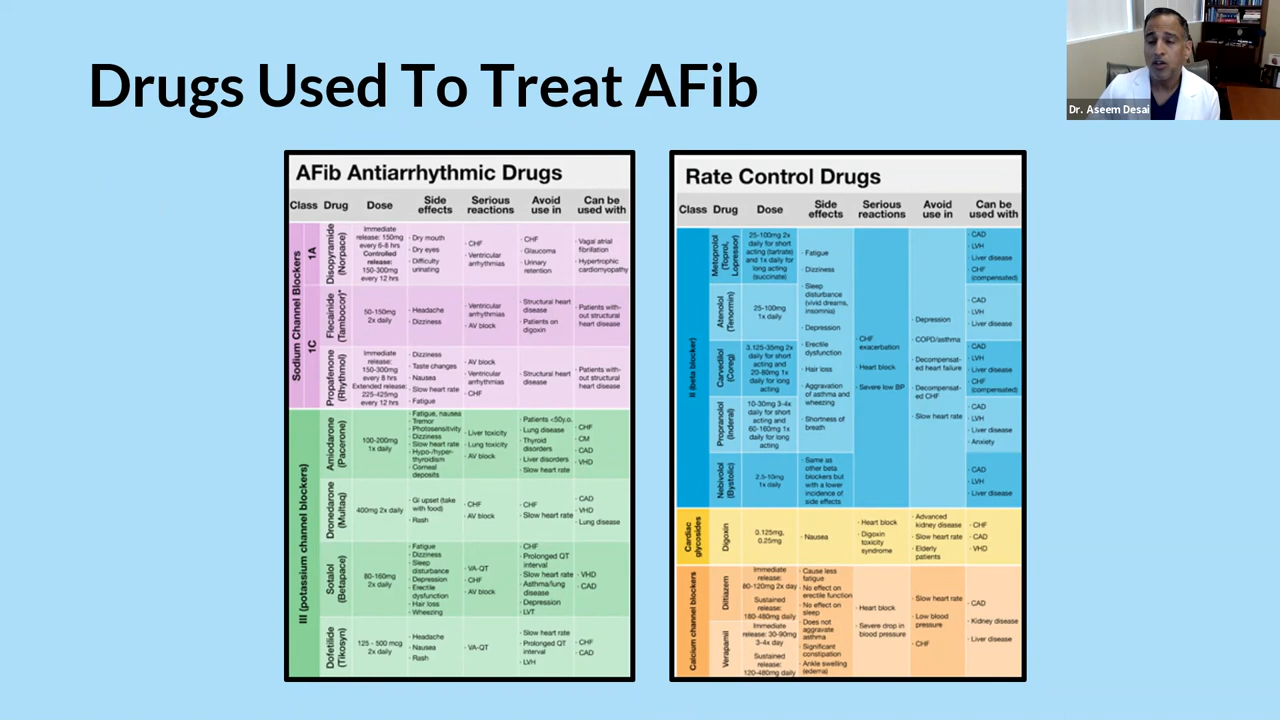 Drugs Used To Treat AFib
Dr. Aseem Desai
AFib Antiarrhythmic Drugs
Class
Drug
Dose
Side
effects
Serious
reactions
Avoid
use in
Can be
used with
Sodium Channel Blockers
1A
Disopyramide
(Norpace)
Immediate
release: 150mg
every 6-8 hrs
Controlled
release:
150-300mg
every 12 hrs
· Dry mouth
· Dry eyes
· Difficulty
urinating
· CHF
· Ventricular
arrhythmias
· CHF
· Glaucoma
· Urinary
retention
· Vagal atrial
fibrillation
· Hypertrophic
cardiomyopathy
1C
Flecainide
(Tambocor)*
50-150mg
2x daily
· Headache
· Dizziness
· Ventricular
arrhythmias
· AV block
· Structural heart
disease
· Patients on
digoxin
· Patients with-
out structural
heart disease
Propafenone
(Rhythmol)
Immediate
release:
150-300mg
every 8 hrs
Extended release:
225-425mg
every 12 hrs
· Dizziness
· Taste changes
· Nausea
· Slow heart rate
· Fatigue
· AV block
· Ventricular
arrhythmias
· CHF
· Structural heart
disease
· Patients with-
out structural
heart disease
III (potassium channel blockers)
Amiodarone
(Pacerone)
100-200mg
1x daily
· Fatigue, nausea
· Tremor
· Photosensitivity
· Dizziness
· Slow heart rate
· Hypo-/hyper-
thyroidism
· Corneal
deposits
· Liver toxicity
· Lung toxicity
· AV block
· Patients <50y.o.
· Lung disease
· Thyroid
disorders
· Liver disorders
· Slow heart rate
· CHF
· CM
· CAD
· VHD
Dronedarone
(Multaq)
400mg 2x daily
· GI upset (take
with food)
· Rash
· CHF
· AV block
· CHF
· Slow heart rate
· CAD
· VHD
· Lung disease
Sotalol
(Betapace)
80-160mg
2x daily
· Fatigue
· Dizziness
· Sleep
disturbance
· Depression
· Erectile
dysfunction
· Hair loss
· Wheezing
· VA-QT
· CHF
· AV block
· CHF
· Prolonged QT
interval
· Slow heart rate
· Asthma/lung
disease
· Depression
· LVT
· VHD
· CAD
Dofetilide
(Tikosyn)
125 - 500 mcg
2x daily
· Headache
· Nausea
· Rash
· VA-QT
· Slow heart rate
· Prolonged QT
interval
· LVH
· CHF
· CAD
Rate Control Drugs
Class
Drug
Dose
Side
effects
Serious
reactions
Avoid
use in
Can be
used with
II (beta blocker)
Metoprolol
(Toprol,
Lopressor)
25-100mg 2x
daily for short
acting (tartrate)
and 1x daily for
long acting
(succinate)
· Fatigue
· Dizziness
· Sleep
disturbance
(vivid dreams,
insomnia)
· Depression
· Erectile
dysfunction
· Hair loss
· Aggravation
of asthma and
wheezing
· Shortness of
breath
· CHF
exacerbation
· Heart block
· Severe low BP
· Depression
· COPD/asthma
· Decompensat-
ed heart failure
· Decompensat-
ed CHF
· Slow heart rate
· CAD
· LVH
· Liver disease
· CHF
(compensated)
Atenolol
(Tenormin)
25-100mg
1x daily
· CAD
· LVH
· Liver disease
Carvedilol
(Coreg)
3.125-35mg 2x
daily for short
acting and
20-80mg 1x
daily for long
acting
· CAD
· LVH
· Liver disease
· CHF
(compensated)
Propranolol
(Inderal)
10-30mg 3-4x
daily for short
acting and
60-160mg 1x
daily for long
acting
· CAD
· LVH
· Liver disease
· Anxiety
Nebivolol
(Bystolic)
2.5-10mg
1x daily
· Same as
other beta
blockers but
with a lower
incidence of
side effects
· CAD
· LVH
· Liver disease
Cardiac
glycosides
Digoxin
0.125mg,
0.25mg
· Nausea
· Heart block
· Digoxin
toxicity
syndrome
· Advanced
kidney disease
· Slow heart rate
· Elderly
patients
· CHF
· CAD
· VHD
Calcium channel blockers
Diltiazem
Immediate
release:
80-120mg 2x day
Sustained
release:
180-480mg daily
· Cause less
fatigue
· No effect on
erectile function
· No effect on
sleep
· Does not
aggravate
asthma
· Significant
constipation
· Ankle swelling
(edema)
· Heart block
· Severe drop in
blood pressure
· Slow heart rate
· Low blood
pressure
· CHF
· CAD
· Kidney disease
· Liver disease
Verapamil
Immediate
release: 30-90mg
3-4x day
Sustained
release:
120-480mg daily